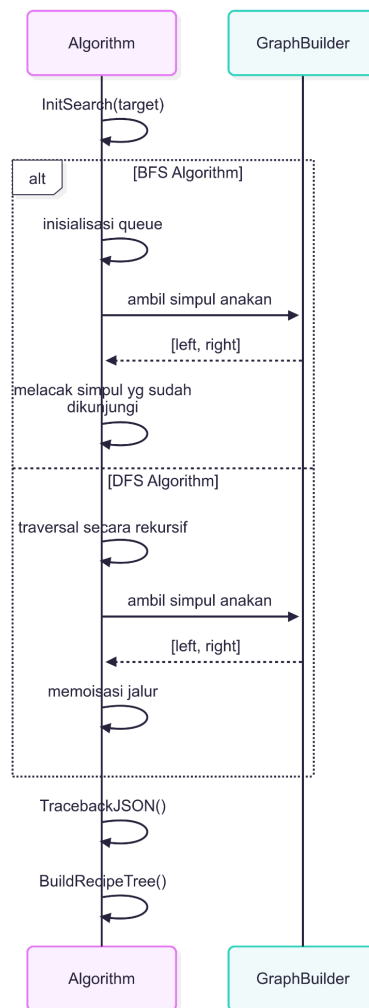 Algorithm
GraphBuilder
InitSearch(target)
alt
[BFS Algorithm]
inisialisasi queue
ambil simpul anakan
[left, right]
melacak simpul yg sudah
dikunjungi
[DFS Algorithm]
traversal secara rekursif
ambil simpul anakan
[left, right]
memoisasi jalur
TracebackJSON()
BuildRecipeTree()
Algorithm
GraphBuilder